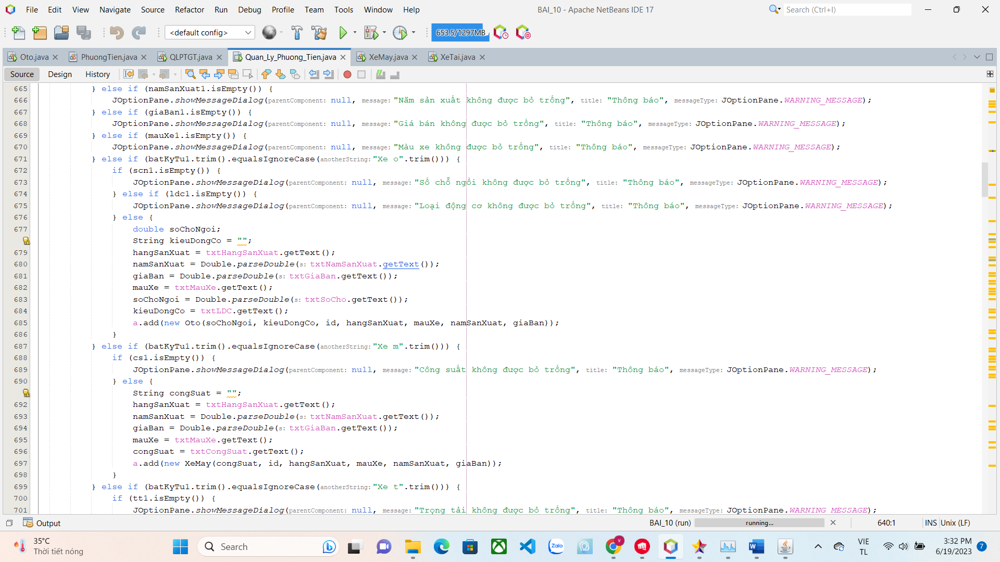 File Edit View Navigate Source Refactor Run Debug Profile Team Tools Window Help BAI_10 - Apache NetBeans IDE 17 Search (Ctrl+I)
<default config> 653.5/1297MB
Oto.java PhuongTien.java QLPTGT.java Quan_Ly_Phuong_Tien.java XeMay.java XeTai.java
Source Design History
665 } else if (namSanXuat1.isEmpty()) {
666 JOptionPane.showMessageDialog(parentComponent: null, message: "Năm sản xuất không được bỏ trống", title: "Thông báo", messageType: JOptionPane.WARNING_MESSAGE);
667 } else if (giaBan1.isEmpty()) {
668 JOptionPane.showMessageDialog(parentComponent: null, message: "Giá bán không được bỏ trống", title: "Thông báo", messageType: JOptionPane.WARNING_MESSAGE);
669 } else if (mauXe1.isEmpty()) {
670 JOptionPane.showMessageDialog(parentComponent: null, message: "Màu xe không được bỏ trống", title: "Thông báo", messageType: JOptionPane.WARNING_MESSAGE);
671 } else if (batKyTu1.trim().equalsIgnoreCase(anotherString: "Xe o".trim())) {
672 if (scn1.isEmpty()) {
673 JOptionPane.showMessageDialog(parentComponent: null, message: "Số chỗ ngồi không được bỏ trống", title: "Thông báo", messageType: JOptionPane.WARNING_MESSAGE);
674 } else if (ldc1.isEmpty()) {
675 JOptionPane.showMessageDialog(parentComponent: null, message: "Loại động cơ không được bỏ trống", title: "Thông báo", messageType: JOptionPane.WARNING_MESSAGE);
676 } else {
677 double soChoNgoi;
String kieuDongCo = "";
679 hangSanXuat = txtHangSanXuat.getText();
680 namSanXuat = Double.parseDouble(s: txtNamSanXuat.getText());
681 giaBan = Double.parseDouble(s: txtGiaBan.getText());
682 mauXe = txtMauXe.getText();
683 soChoNgoi = Double.parseDouble(s: txtSoCho.getText());
684 kieuDongCo = txtLDC.getText();
685 a.add(new Oto(soChoNgoi, kieuDongCo, id, hangSanXuat, mauXe, namSanXuat, giaBan));
686 }
687 } else if (batKyTu1.trim().equalsIgnoreCase(anotherString: "Xe m".trim())) {
688 if (cs1.isEmpty()) {
689 JOptionPane.showMessageDialog(parentComponent: null, message: "Công suất không được bỏ trống", title: "Thông báo", messageType: JOptionPane.WARNING_MESSAGE);
690 } else {
String congSuat = "";
692 hangSanXuat = txtHangSanXuat.getText();
693 namSanXuat = Double.parseDouble(s: txtNamSanXuat.getText());
694 giaBan = Double.parseDouble(s: txtGiaBan.getText());
695 mauXe = txtMauXe.getText();
696 congSuat = txtCongSuat.getText();
697 a.add(new XeMay(congSuat, id, hangSanXuat, mauXe, namSanXuat, giaBan));
698 }
699 } else if (batKyTu1.trim().equalsIgnoreCase(anotherString: "Xe t".trim())) {
700 if (tt1.isEmpty()) {
701 JOptionPane.showMessageDialog(parentComponent: null, message: "Trọng tải không được bỏ trống", title: "Thông báo", messageType: JOptionPane.WARNING MESSAGE);
Output BAI_10 (run) running... 640:1 INS Unix (LF)
35°C
Thời tiết nóng
Search
Zalo
V
VIE
TL
3:32 PM
6/19/2023
7